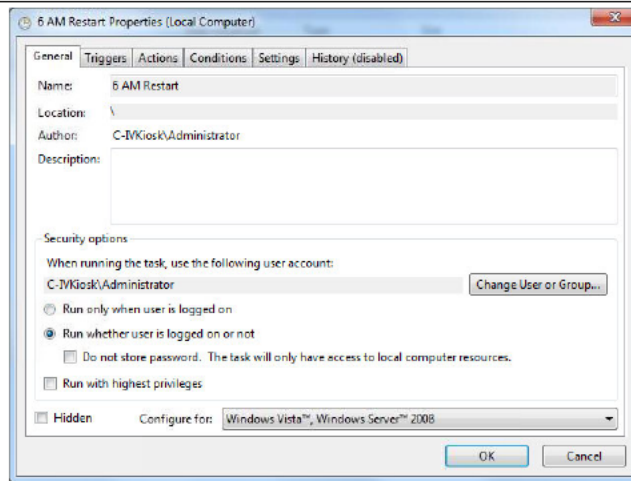 6 AM Restart Properties (Local Computer)
General Triggers Actions Conditions Settings History (disabled)
Name: 6 AM Restart
Location: \
Author: C-IVKiosk\Administrator
Description:
Security options
When running the task, use the following user account:
C-IVKiosk\Administrator Change User or Group...
Run only when user is logged on
Run whether user is logged on or not
Do not store password. The task will only have access to local computer resources.
Run with highest privileges
Hidden Configure for: Windows Vista™, Windows Server™ 2008
OK Cancel